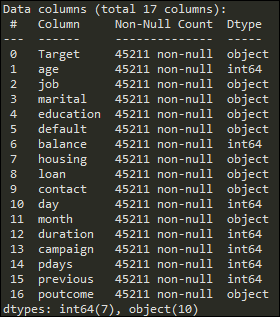 Data columns (total 17 columns):
 #   Column     Non-Null Count  Dtype
---  ------     --------------  -----
 0   Target     45211 non-null  object
 1   age        45211 non-null  int64
 2   job        45211 non-null  object
 3   marital    45211 non-null  object
 4   education  45211 non-null  object
 5   default    45211 non-null  object
 6   balance    45211 non-null  int64
 7   housing    45211 non-null  object
 8   loan       45211 non-null  object
 9   contact    45211 non-null  object
 10  day        45211 non-null  int64
 11  month      45211 non-null  object
 12  duration   45211 non-null  int64
 13  campaign   45211 non-null  int64
 14  pdays      45211 non-null  int64
 15  previous   45211 non-null  int64
 16  poutcome   45211 non-null  object
dtypes: int64(7), object(10)